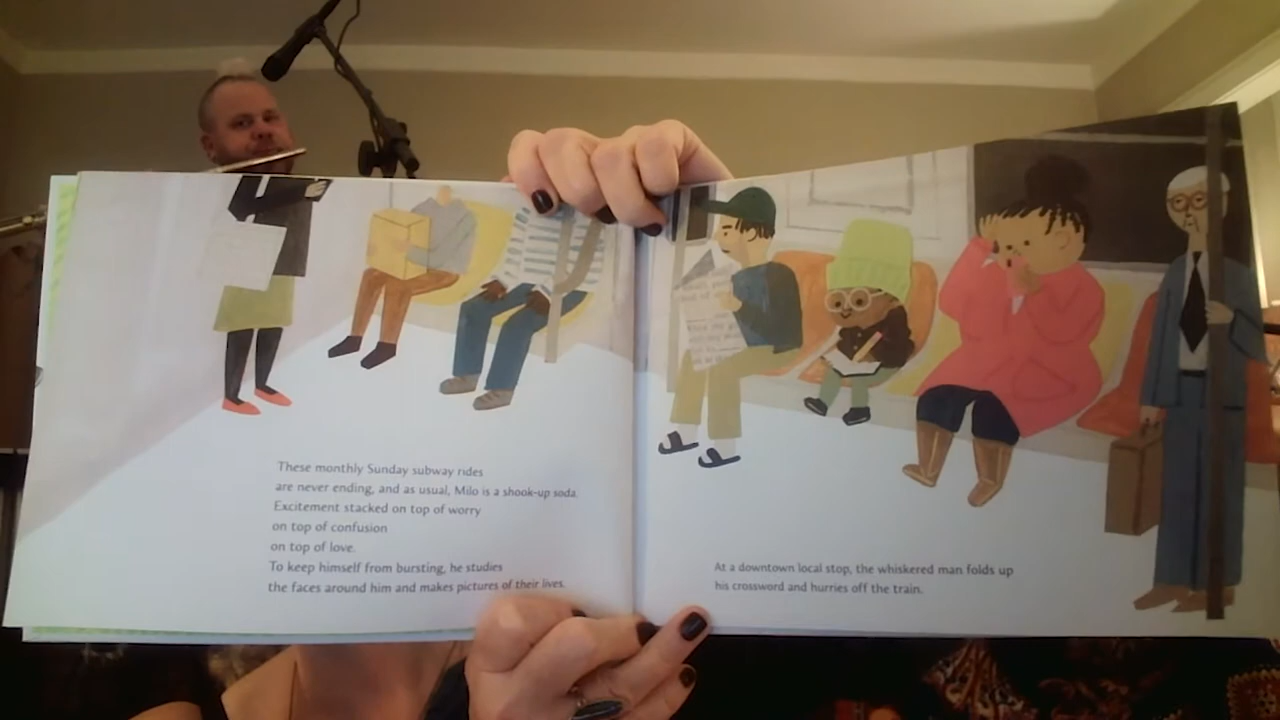 These monthly Sunday subway rides
are never ending, and as usual, Milo is a shook-up soda.
Excitement stacked on top of worry
on top of confusion
on top of love.
To keep himself from bursting, he studies
the faces around him and makes pictures of their lives.
At a downtown local stop, the whiskered man folds up
his crossword and hurries off the train.